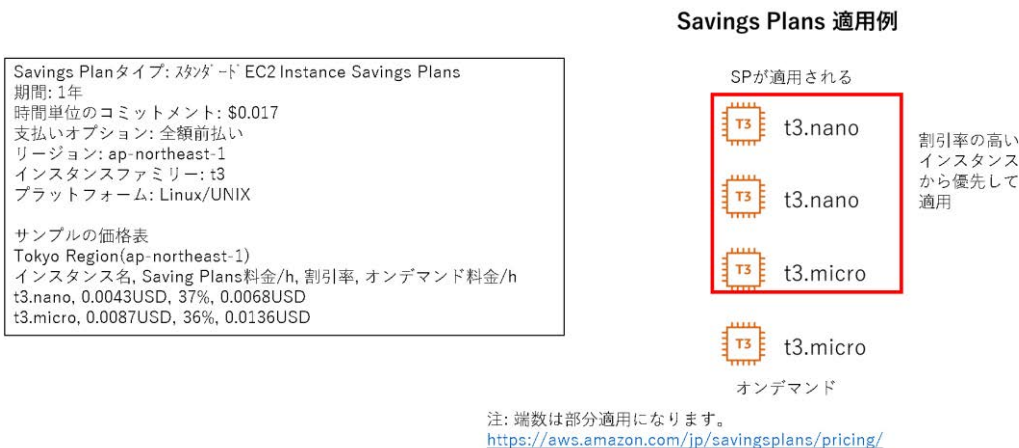 Savings Plans 適用例
Savings Planタイプ: スタンダード EC2 Instance Savings Plans
期間: 1年
時間単位のコミットメント: $0.017
支払いオプション: 全額前払い
リージョン: ap-northeast-1
インスタンスファミリー: t3
プラットフォーム: Linux/UNIX
サンプルの価格表
Tokyo Region(ap-northeast-1)
インスタンス名, Saving Plans料金/h, 割引率, オンデマンド料金/h
t3.nano, 0.0043USD, 37%, 0.0068USD
t3.micro, 0.0087USD, 36%, 0.0136USD
SPが適用される
T3 t3.nano
T3 t3.nano
T3 t3.micro
割引率の高い
インスタンス
から優先して
適用
T3 t3.micro
オンデマンド
注: 端数は部分適用になります。
https://aws.amazon.com/jp/savingsplans/pricing/